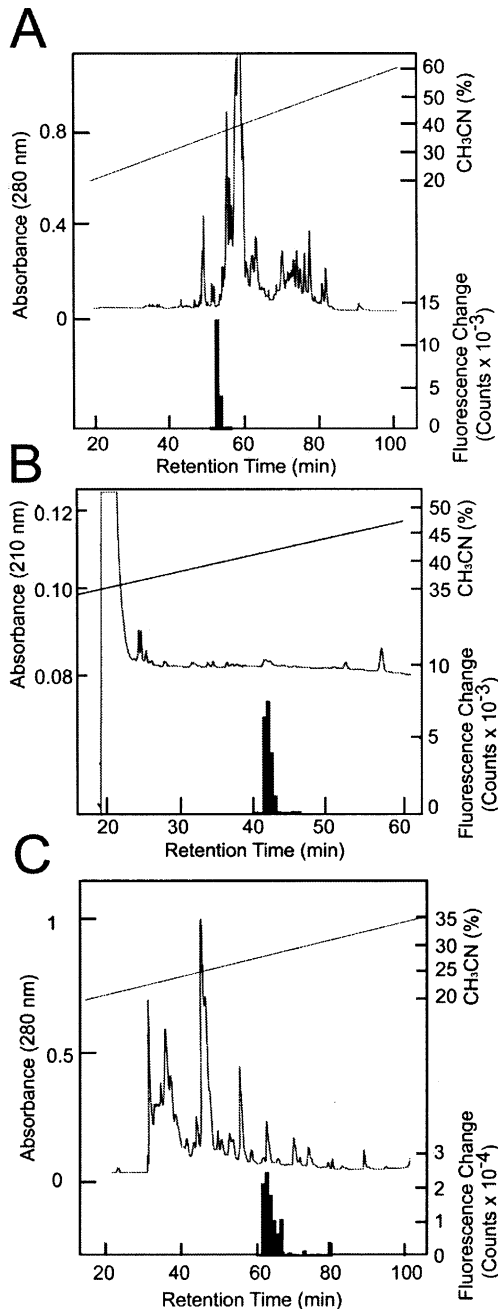 A
Absorbance (280 nm)
0.8
0.4
0
60
50
40
30
20
CH₃CN (%)
15
10
5
0
Fluorescence Change
(Counts x 10⁻³)
20 40 60 80 100
Retention Time (min)
B
Absorbance (210 nm)
0.12
0.10
0.08
50
45
40
35
CH₃CN (%)
10
5
0
Fluorescence Change
(Counts x 10⁻³)
20 30 40 50 60
Retention Time (min)
C
Absorbance (280 nm)
1
0.5
0
35
30
25
20
CH₃CN (%)
3
2
1
0
Fluorescence Change
(Counts x 10⁻⁴)
20 40 60 80 100
Retention Time (min)